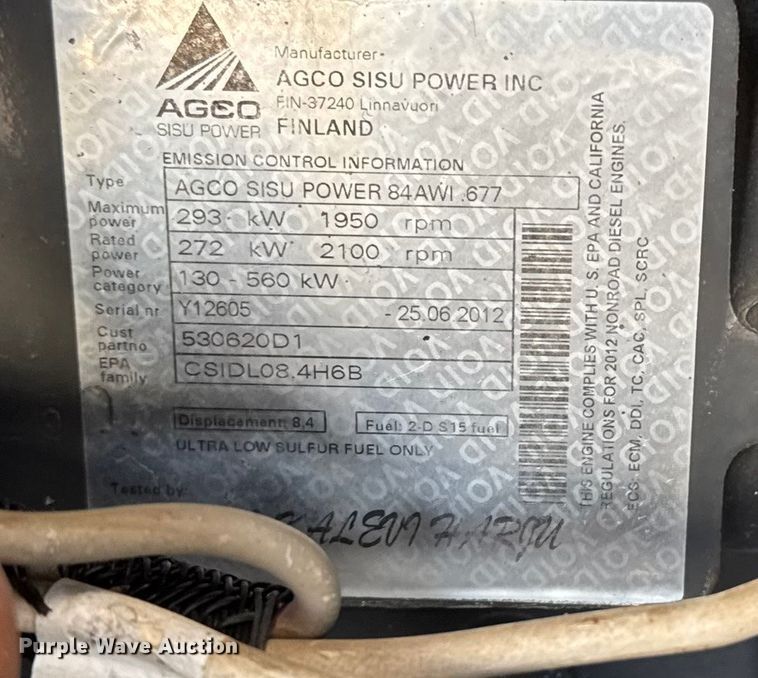 Manufacturer
AGCO SISU POWER INC
FIN-37240 Linnavuori
FINLAND
AGCO
SISU POWER
EMISSION CONTROL INFORMATION
Type AGCO SISU POWER 84AWI .677
Maximum power 293 kW 1950 rpm
Rated power 272 kW 2100 rpm
Power category 130 - 560 kW
Serial nr Y12605 - 25.06 2012
Cust partno 530620D1
EPA family CSIDL08.4H6B
Displacement: 8,4 Fuel: 2-D S15 fuel
ULTRA LOW SULFUR FUEL ONLY
Tested by:
KALEVI HARJU
THIS ENGINE COMPLIES WITH U.S. EPA AND CALIFORNIA
REGULATIONS FOR 2012 NONROAD DIESEL ENGINES.
ECS: ECM, DDI, TC, CAC, SPL, SCRC
Purple Wave Auction